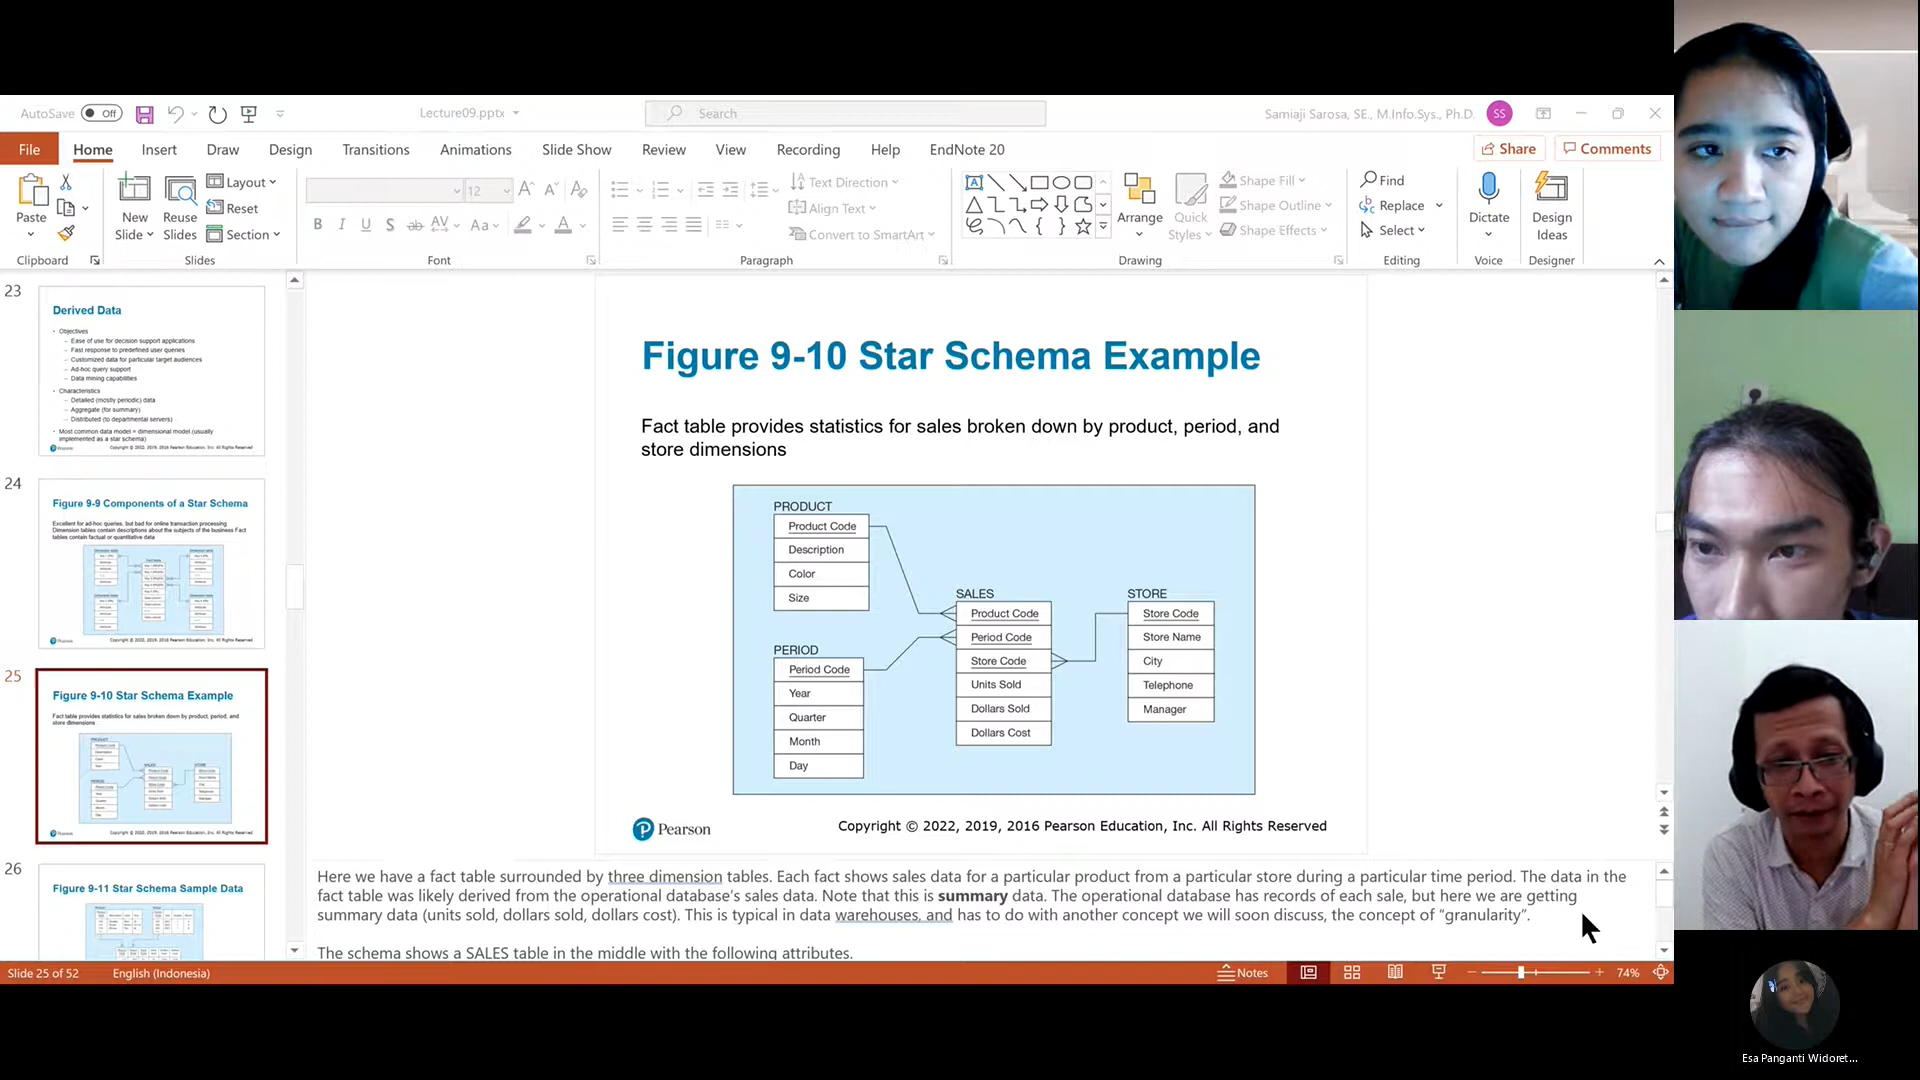 AutoSave Off
Lecture09.pptx
Search
Samiaji Sarosa, SE., M.Info.Sys., Ph.D. SS
File Home Insert Draw Design Transitions Animations Slide Show Review View Recording Help EndNote 20
Share Comments
Paste
New Slide
Reuse Slides
Layout
Reset
Section
12
B I U S ab AV Aa A
Text Direction
Align Text
Convert to SmartArt
Arrange
Quick Styles
Shape Fill
Shape Outline
Shape Effects
Find
Replace
Select
Dictate
Design Ideas
Clipboard Slides Font Paragraph Drawing Editing Voice Designer
23
Derived Data
• Objectives
– Ease of use for decision support applications
– Fast response to predefined user queries
– Customized data for particular target audiences
– Ad-hoc query support
– Data mining capabilities
• Characteristics
– Detailed (mostly periodic) data
– Aggregate (for summary)
– Distributed (to departmental servers)
• Most common data model = dimensional model (usually
implemented as a star schema)
Pearson Copyright © 2022, 2019, 2016 Pearson Education, Inc. All Rights Reserved
24
Figure 9-9 Components of a Star Schema
Excellent for ad-hoc queries, but bad for online transaction processing
Dimension tables contain descriptions about the subjects of the business Fact
tables contain factual or quantitative data
Pearson Copyright © 2022, 2019, 2016 Pearson Education, Inc. All Rights Reserved
25
Figure 9-10 Star Schema Example
Fact table provides statistics for sales broken down by product, period, and
store dimensions
Pearson Copyright © 2022, 2019, 2016 Pearson Education, Inc. All Rights Reserved
26
Figure 9-11 Star Schema Sample Data
Figure 9-10 Star Schema Example
Fact table provides statistics for sales broken down by product, period, and
store dimensions
PRODUCT
Product Code
Description
Color
Size
PERIOD
Period Code
Year
Quarter
Month
Day
SALES
Product Code
Period Code
Store Code
Units Sold
Dollars Sold
Dollars Cost
STORE
Store Code
Store Name
City
Telephone
Manager
Pearson
Copyright © 2022, 2019, 2016 Pearson Education, Inc. All Rights Reserved
Here we have a fact table surrounded by three dimension tables. Each fact shows sales data for a particular product from a particular store during a particular time period. The data in the
fact table was likely derived from the operational database's sales data. Note that this is summary data. The operational database has records of each sale, but here we are getting
summary data (units sold, dollars sold, dollars cost). This is typical in data warehouses, and has to do with another concept we will soon discuss, the concept of “granularity”.
The schema shows a SALES table in the middle with the following attributes.
Slide 25 of 52 English (Indonesia) Notes 74%
Esa Panganti Widoret...